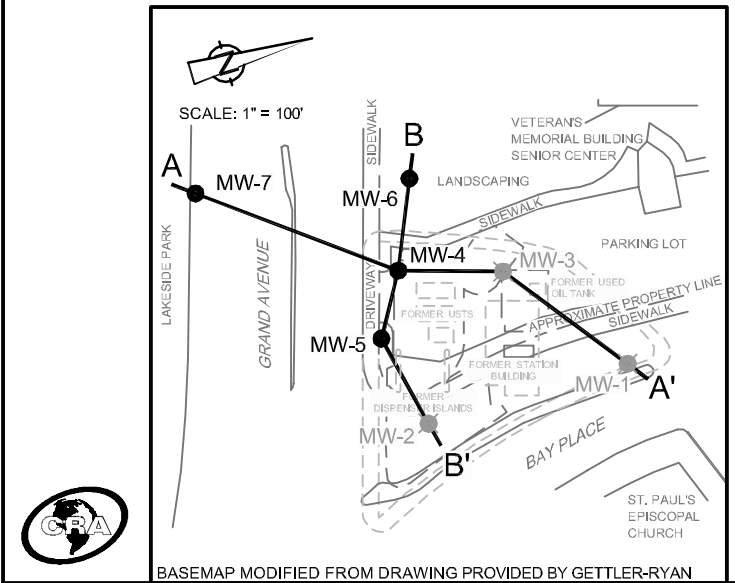 Z
SCALE: 1" = 100'
SIDEWALK
VETERAN'S
MEMORIAL BUILDING
SENIOR CENTER
A
MW-7
B
MW-6
LANDSCAPING
SIDEWALK
PARKING LOT
LAKESIDE PARK
GRAND AVENUE
DRIVEWAY
MW-4
MW-3
FORMER USED
OIL TANK
FORMER USTS
APPROXIMATE PROPERTY LINE
SIDEWALK
MW-5
FORMER STATION
BUILDING
MW-1
A'
FORMER
DISPENSER ISLANDS
MW-2
B'
BAY PLACE
ST. PAUL'S
EPISCOPAL
CHURCH
CRA
BASEMAP MODIFIED FROM DRAWING PROVIDED BY GETTLER-RYAN